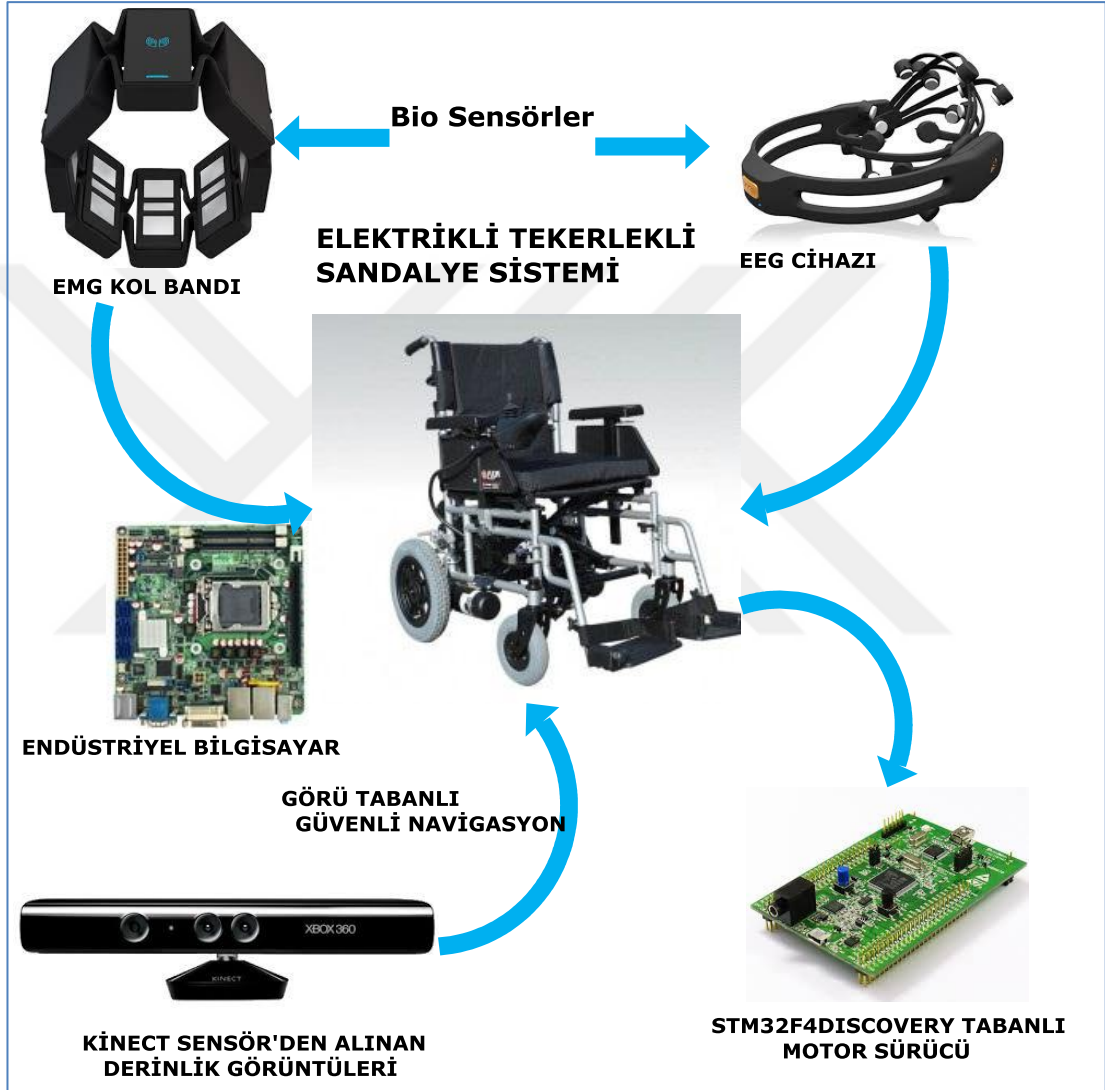 Bio Sensörler
EMG KOL BANDI
EEG CİHAZI
ELEKTRİKLİ TEKERLEKLİ
SANDALYE SİSTEMİ
ENDÜSTRİYEL BİLGİSAYAR
GÖRÜ TABANLI
GÜVENLİ NAVİGASYON
XBOX 360
KINECT
KİNECT SENSÖR'DEN ALINAN
DERİNLİK GÖRÜNTÜLERİ
STM32F4DISCOVERY TABANLI
MOTOR SÜRÜCÜ